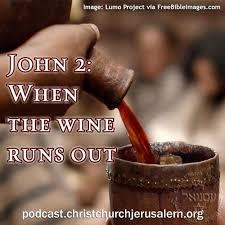 Image: Lumo Project via FreeBibleimages.com
John 2:
When
the wine
runs out
podcast.christchurchjerusalem.org